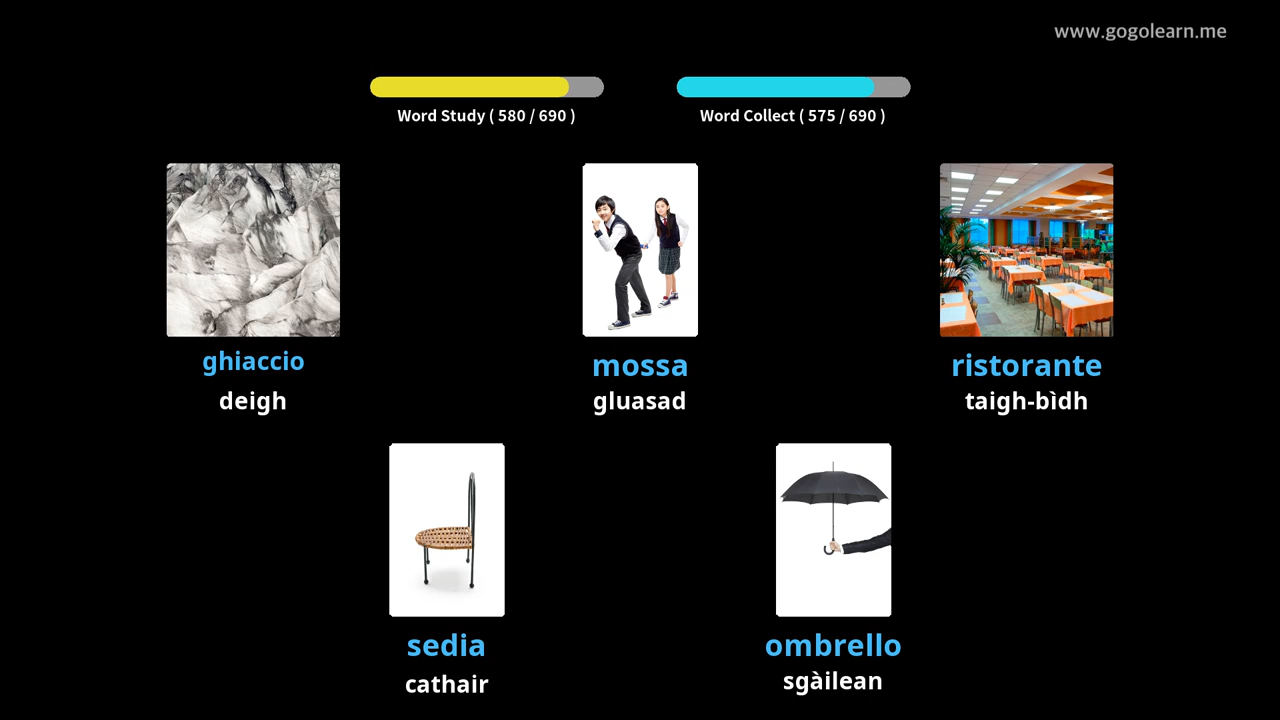 www.gogolearn.me
Word Study ( 580 / 690 )
Word Collect ( 575 / 690 )
ghiaccio
deigh
mossa
gluasad
ristorante
taigh-bìdh
sedia
cathair
ombrello
sgàilean